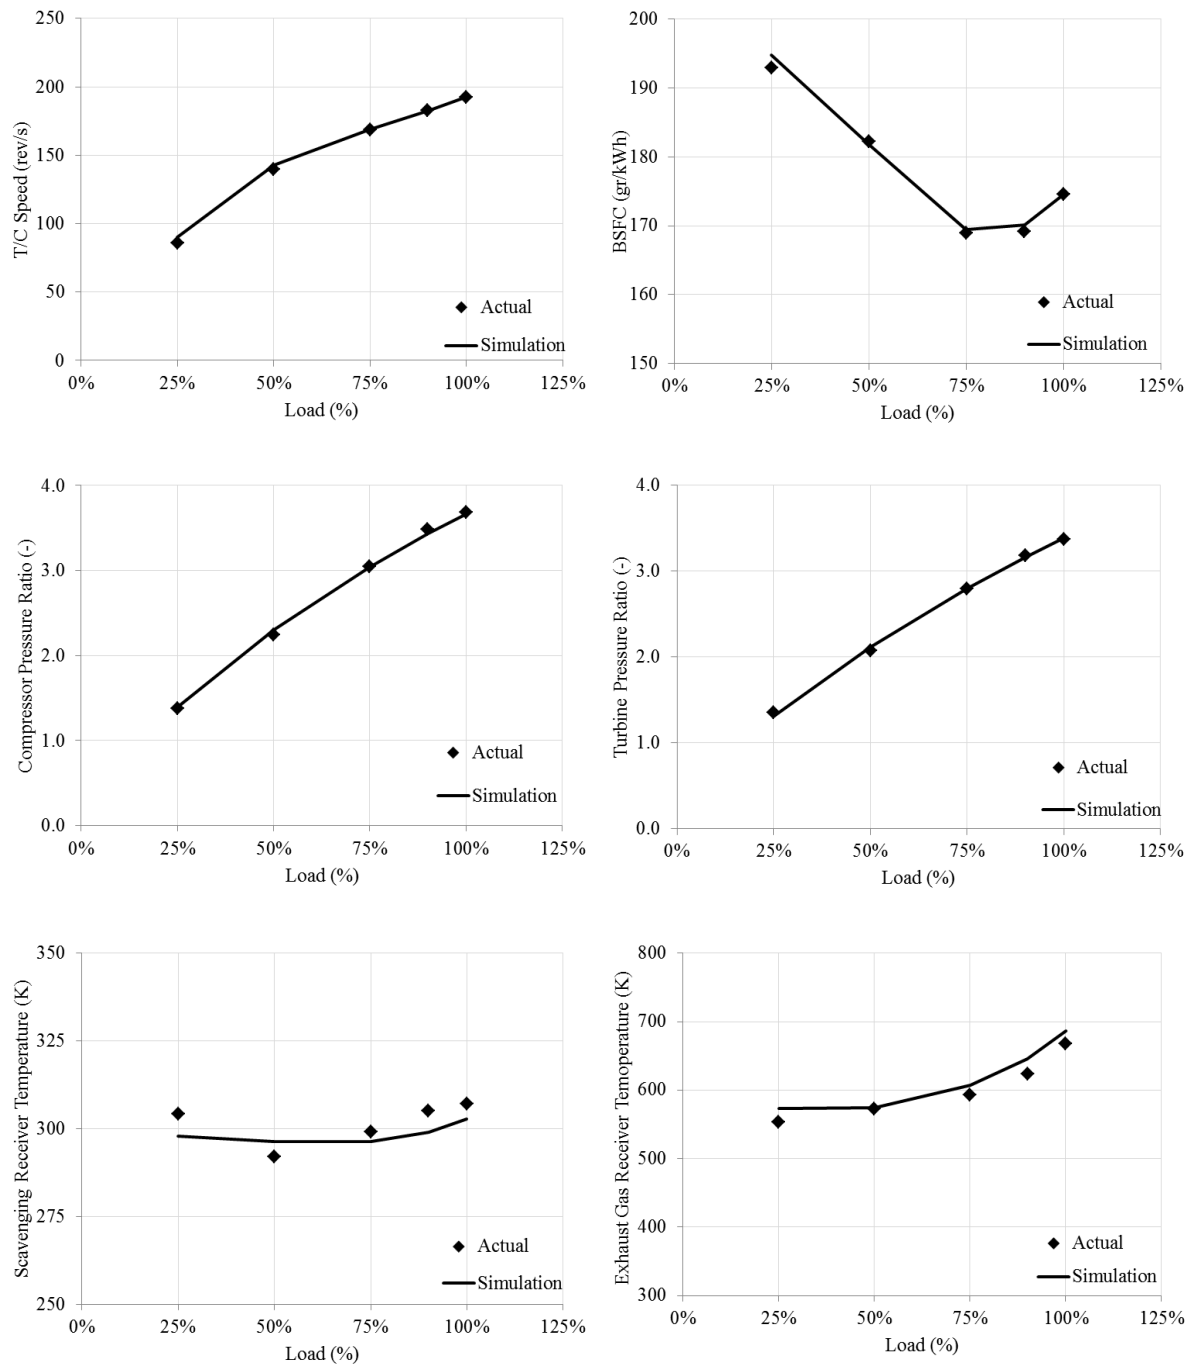 T/C Speed (rev/s)
250
200
150
100
50
0
0% 25% 50% 75% 100% 125%
Load (%)
Actual
Simulation
BSFC (gr/kWh)
200
190
180
170
160
150
0% 25% 50% 75% 100% 125%
Load (%)
Actual
Simulation
Compressor Pressure Ratio (-)
4.0
3.0
2.0
1.0
0.0
0% 25% 50% 75% 100% 125%
Load (%)
Actual
Simulation
Turbine Pressure Ratio (-)
4.0
3.0
2.0
1.0
0.0
0% 25% 50% 75% 100% 125%
Load (%)
Actual
Simulation
Scavenging Receiver Temperature (K)
350
325
300
275
250
0% 25% 50% 75% 100% 125%
Load (%)
Actual
Simulation
Exhaust Gas Receiver Temoperature (K)
800
700
600
500
400
300
0% 25% 50% 75% 100% 125%
Load (%)
Actual
Simulation